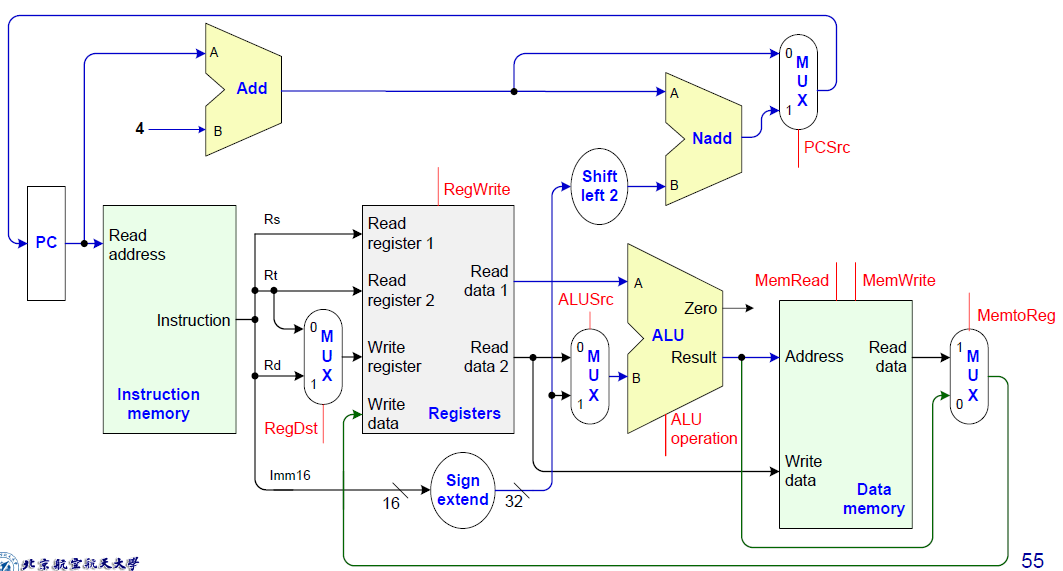 A
Add
4
B
0
M
U
X
1
PCSrc
A
Nadd
B
Shift
left 2
PC
Read
address
Instruction
Instruction
memory
Rs
Rt
Rd
Imm16
0
M
U
X
1
RegDst
RegWrite
Read
register 1
Read
register 2
Write
register
Write
data
Read
data 1
Read
data 2
Registers
16
Sign
extend
32
ALUSrc
0
M
U
X
1
A
Zero
ALU
Result
B
ALU
operation
MemRead
MemWrite
Address
Read
data
Write
data
Data
memory
MemtoReg
1
M
U
X
0
北京航空航天大學
55